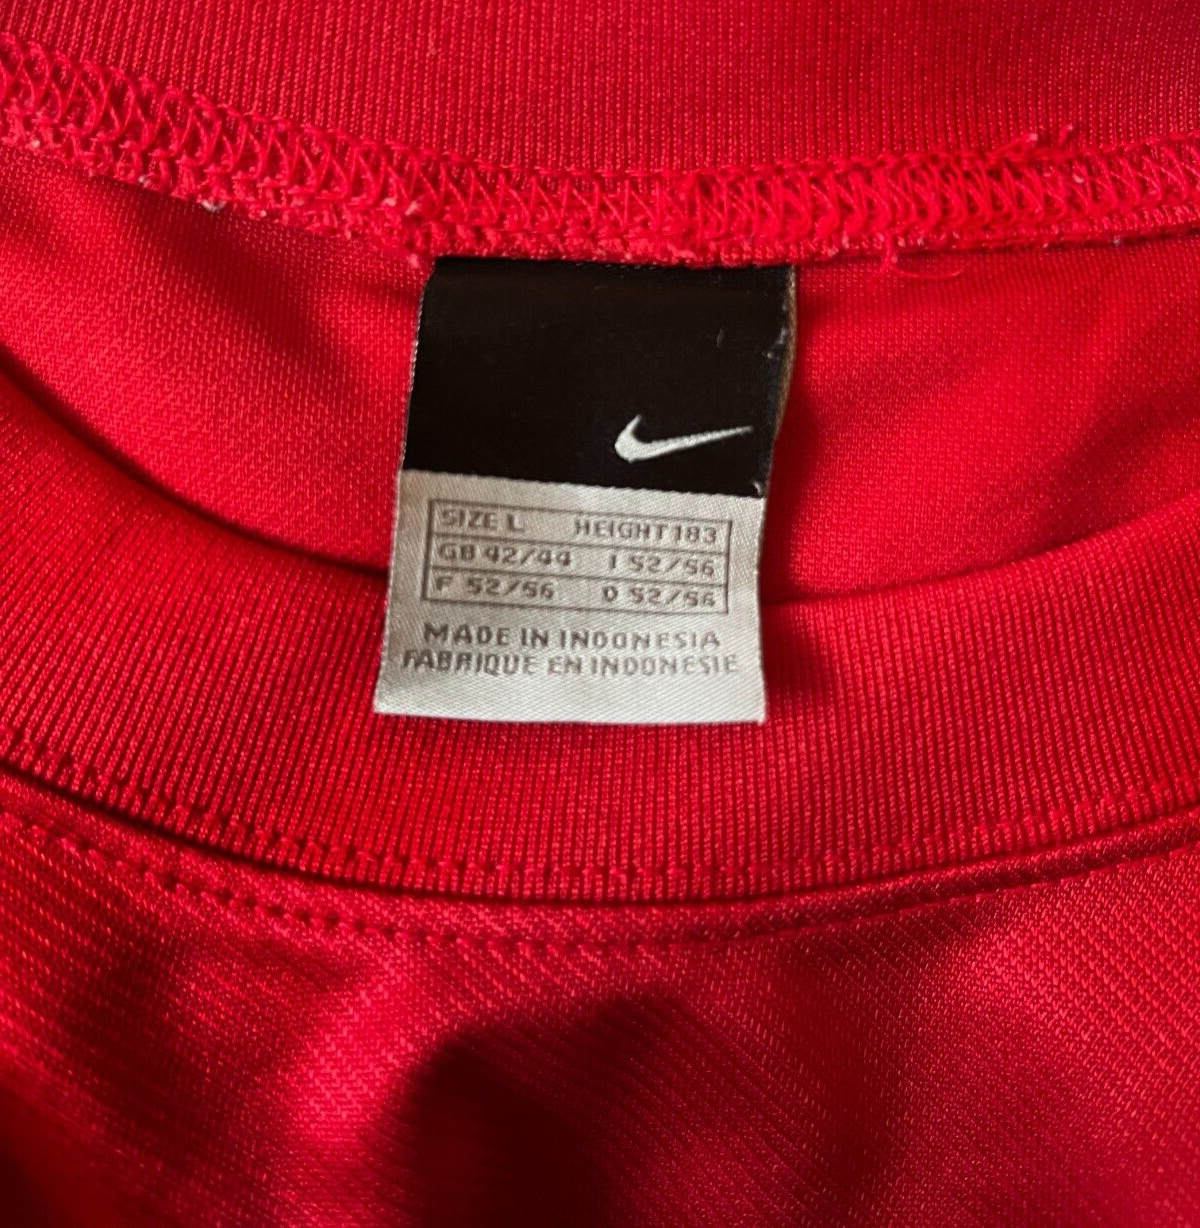 SIZE L HEIGHT 183
GB 42/44 I 52/56
F 52/56 D 52/56
MADE IN INDONESIA
FABRIQUE EN INDONESIE